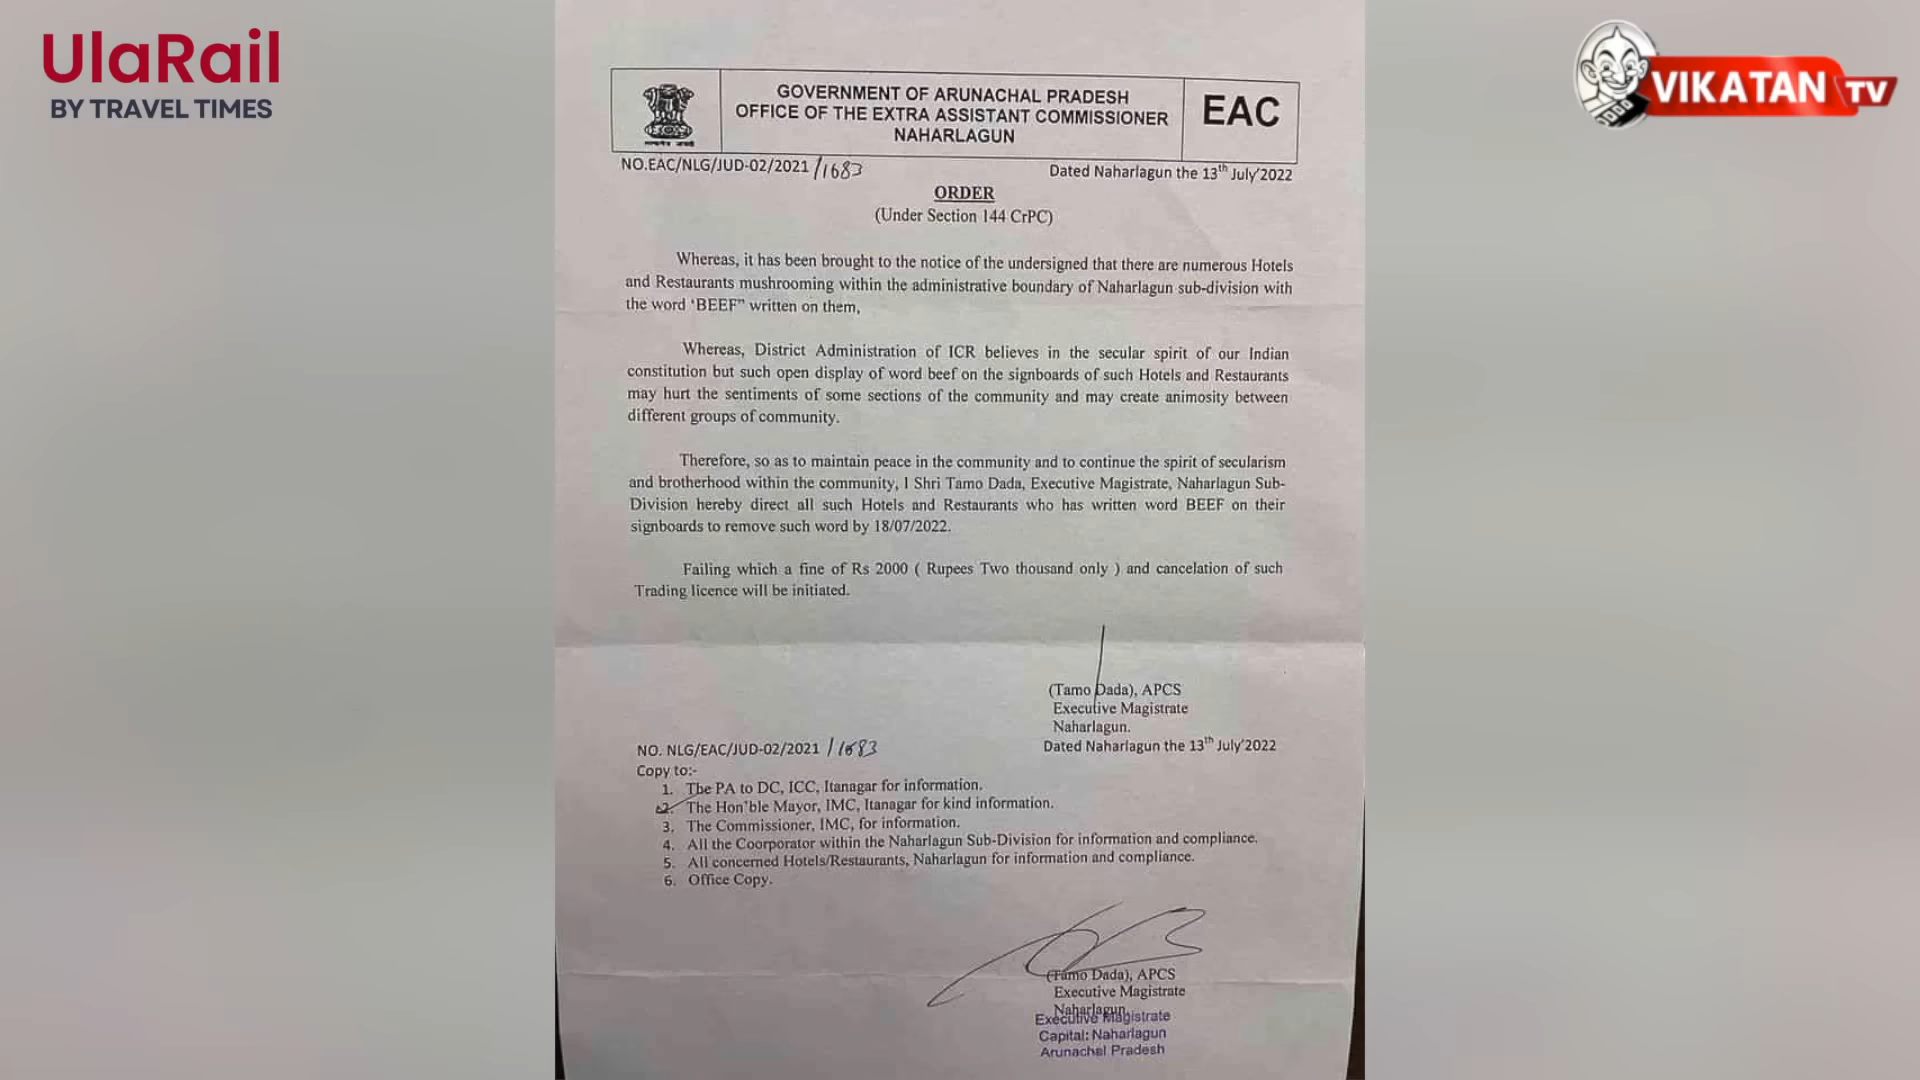 UlaRail
BY TRAVEL TIMES
VIKATAN TV
GOVERNMENT OF ARUNACHAL PRADESH
OFFICE OF THE EXTRA ASSISTANT COMMISSIONER
NAHARLAGUN
EAC
NO.EAC/NLG/JUD-02/2021 /1683
Dated Naharlagun the 13th July'2022
ORDER
(Under Section 144 CrPC)
Whereas, it has been brought to the notice of the undersigned that there are numerous Hotels
and Restaurants mushrooming within the administrative boundary of Naharlagun sub-division with
the word 'BEEF" written on them,
Whereas, District Administration of ICR believes in the secular spirit of our Indian
constitution but such open display of word beef on the signboards of such Hotels and Restaurants
may hurt the sentiments of some sections of the community and may create animosity between
different groups of community.
Therefore, so as to maintain peace in the community and to continue the spirit of secularism
and brotherhood within the community, I Shri Tamo Dada, Executive Magistrate, Naharlagun Sub-
Division hereby direct all such Hotels and Restaurants who has written word BEEF on their
signboards to remove such word by 18/07/2022.
Failing which a fine of Rs 2000 ( Rupees Two thousand only ) and cancelation of such
Trading licence will be initiated.
(Tamo Dada), APCS
Executive Magistrate
Naharlagun.
NO. NLG/EAC/JUD-02/2021 /1683
Dated Naharlagun the 13th July'2022
Copy to:-
1. The PA to DC, ICC, Itanagar for information.
2. The Hon'ble Mayor, IMC, Itanagar for kind information.
3. The Commissioner, IMC, for information.
4. All the Coorporator within the Naharlagun Sub-Division for information and compliance.
5. All concerned Hotels/Restaurants, Naharlagun for information and compliance.
6. Office Copy.
(Tamo Dada), APCS
Executive Magistrate
Naharlagun
Executive Magistrate
Capital: Naharlagun
Arunachal Pradesh